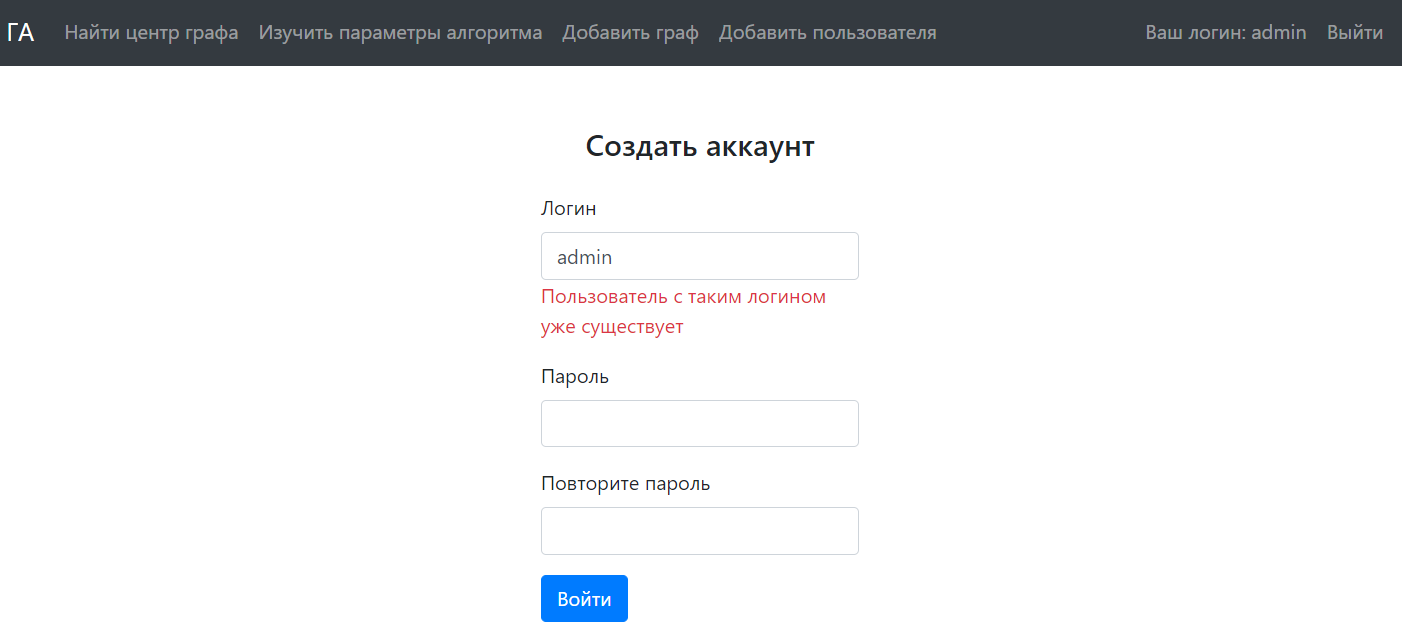 ГА Найти центр графа Изучить параметры алгоритма Добавить граф Добавить пользователя Ваш логин: admin Выйти
Создать аккаунт
Логин
admin
Пользователь с таким логином
уже существует
Пароль
Повторите пароль
Войти